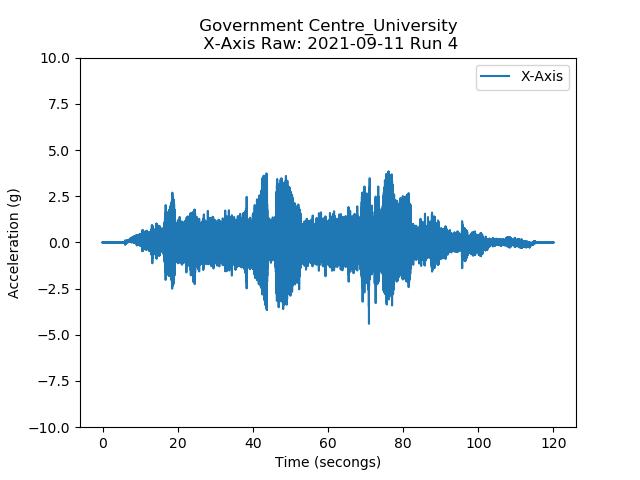 Government Centre_University
X-Axis Raw: 2021-09-11 Run 4
X-Axis
10.0
7.5
5.0
2.5
0.0
−2.5
−5.0
−7.5
−10.0
Acceleration (g)
0 20 40 60 80 100 120
Time (secongs)